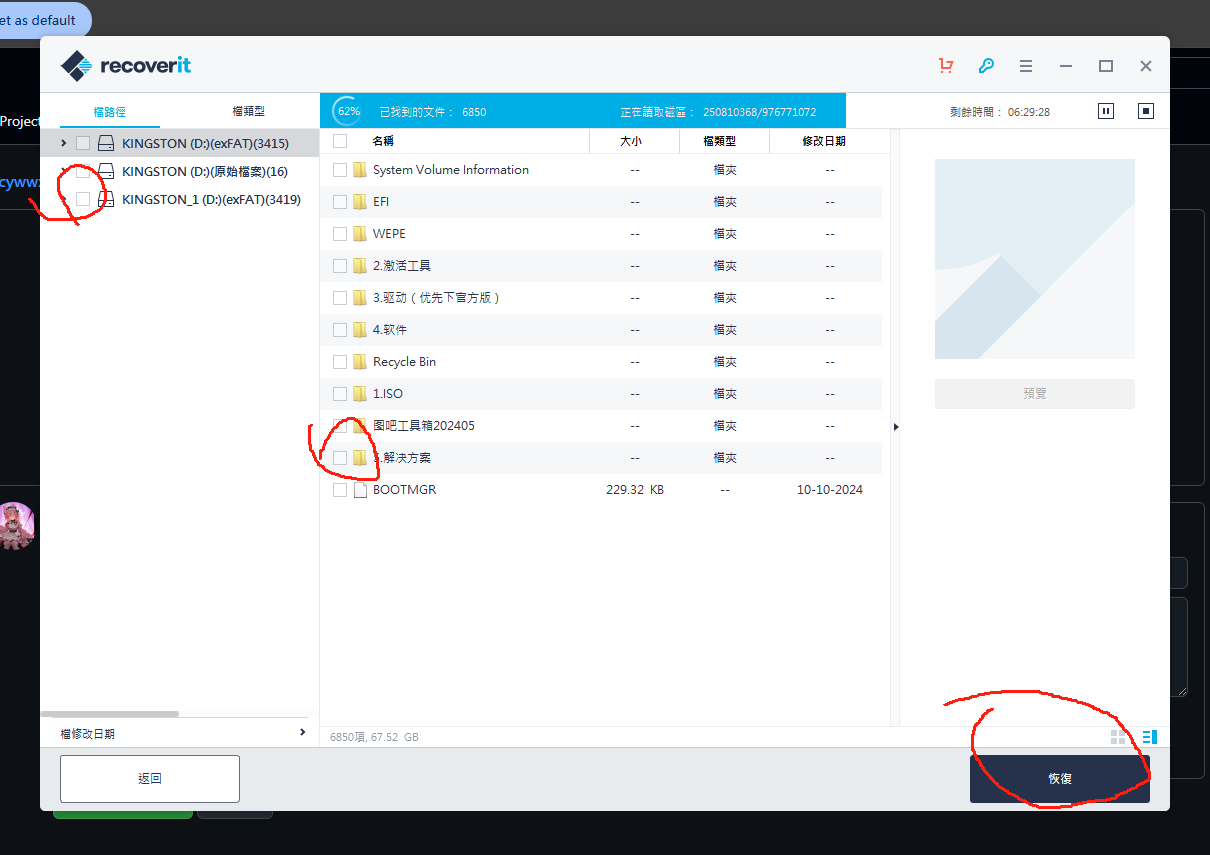 et as default
recoverit
Project
cyww
檔路徑
檔類型
62%
已找到的文件： 6850
正在讀取磁區： 250810368/976771072
剩餘時間： 06:29:28
KINGSTON (D:)(exFAT)(3415)
KINGSTON (D:)(原始檔案)(16)
KINGSTON_1 (D:)(exFAT)(3419)
名稱 大小 檔類型 修改日期
System Volume Information -- 檔夾 --
EFI -- 檔夾 --
WEPE -- 檔夾 --
2.激活工具 -- 檔夾 --
3.驱动（优先下官方版） -- 檔夾 --
4.软件 -- 檔夾 --
Recycle Bin -- 檔夾 --
1.ISO -- 檔夾 --
图吧工具箱202405 -- 檔夾 --
.解决方案 -- 檔夾 --
BOOTMGR 229.32 KB -- 10-10-2024
預覽
檔修改日期
6850項, 67.52 GB
返回
恢復